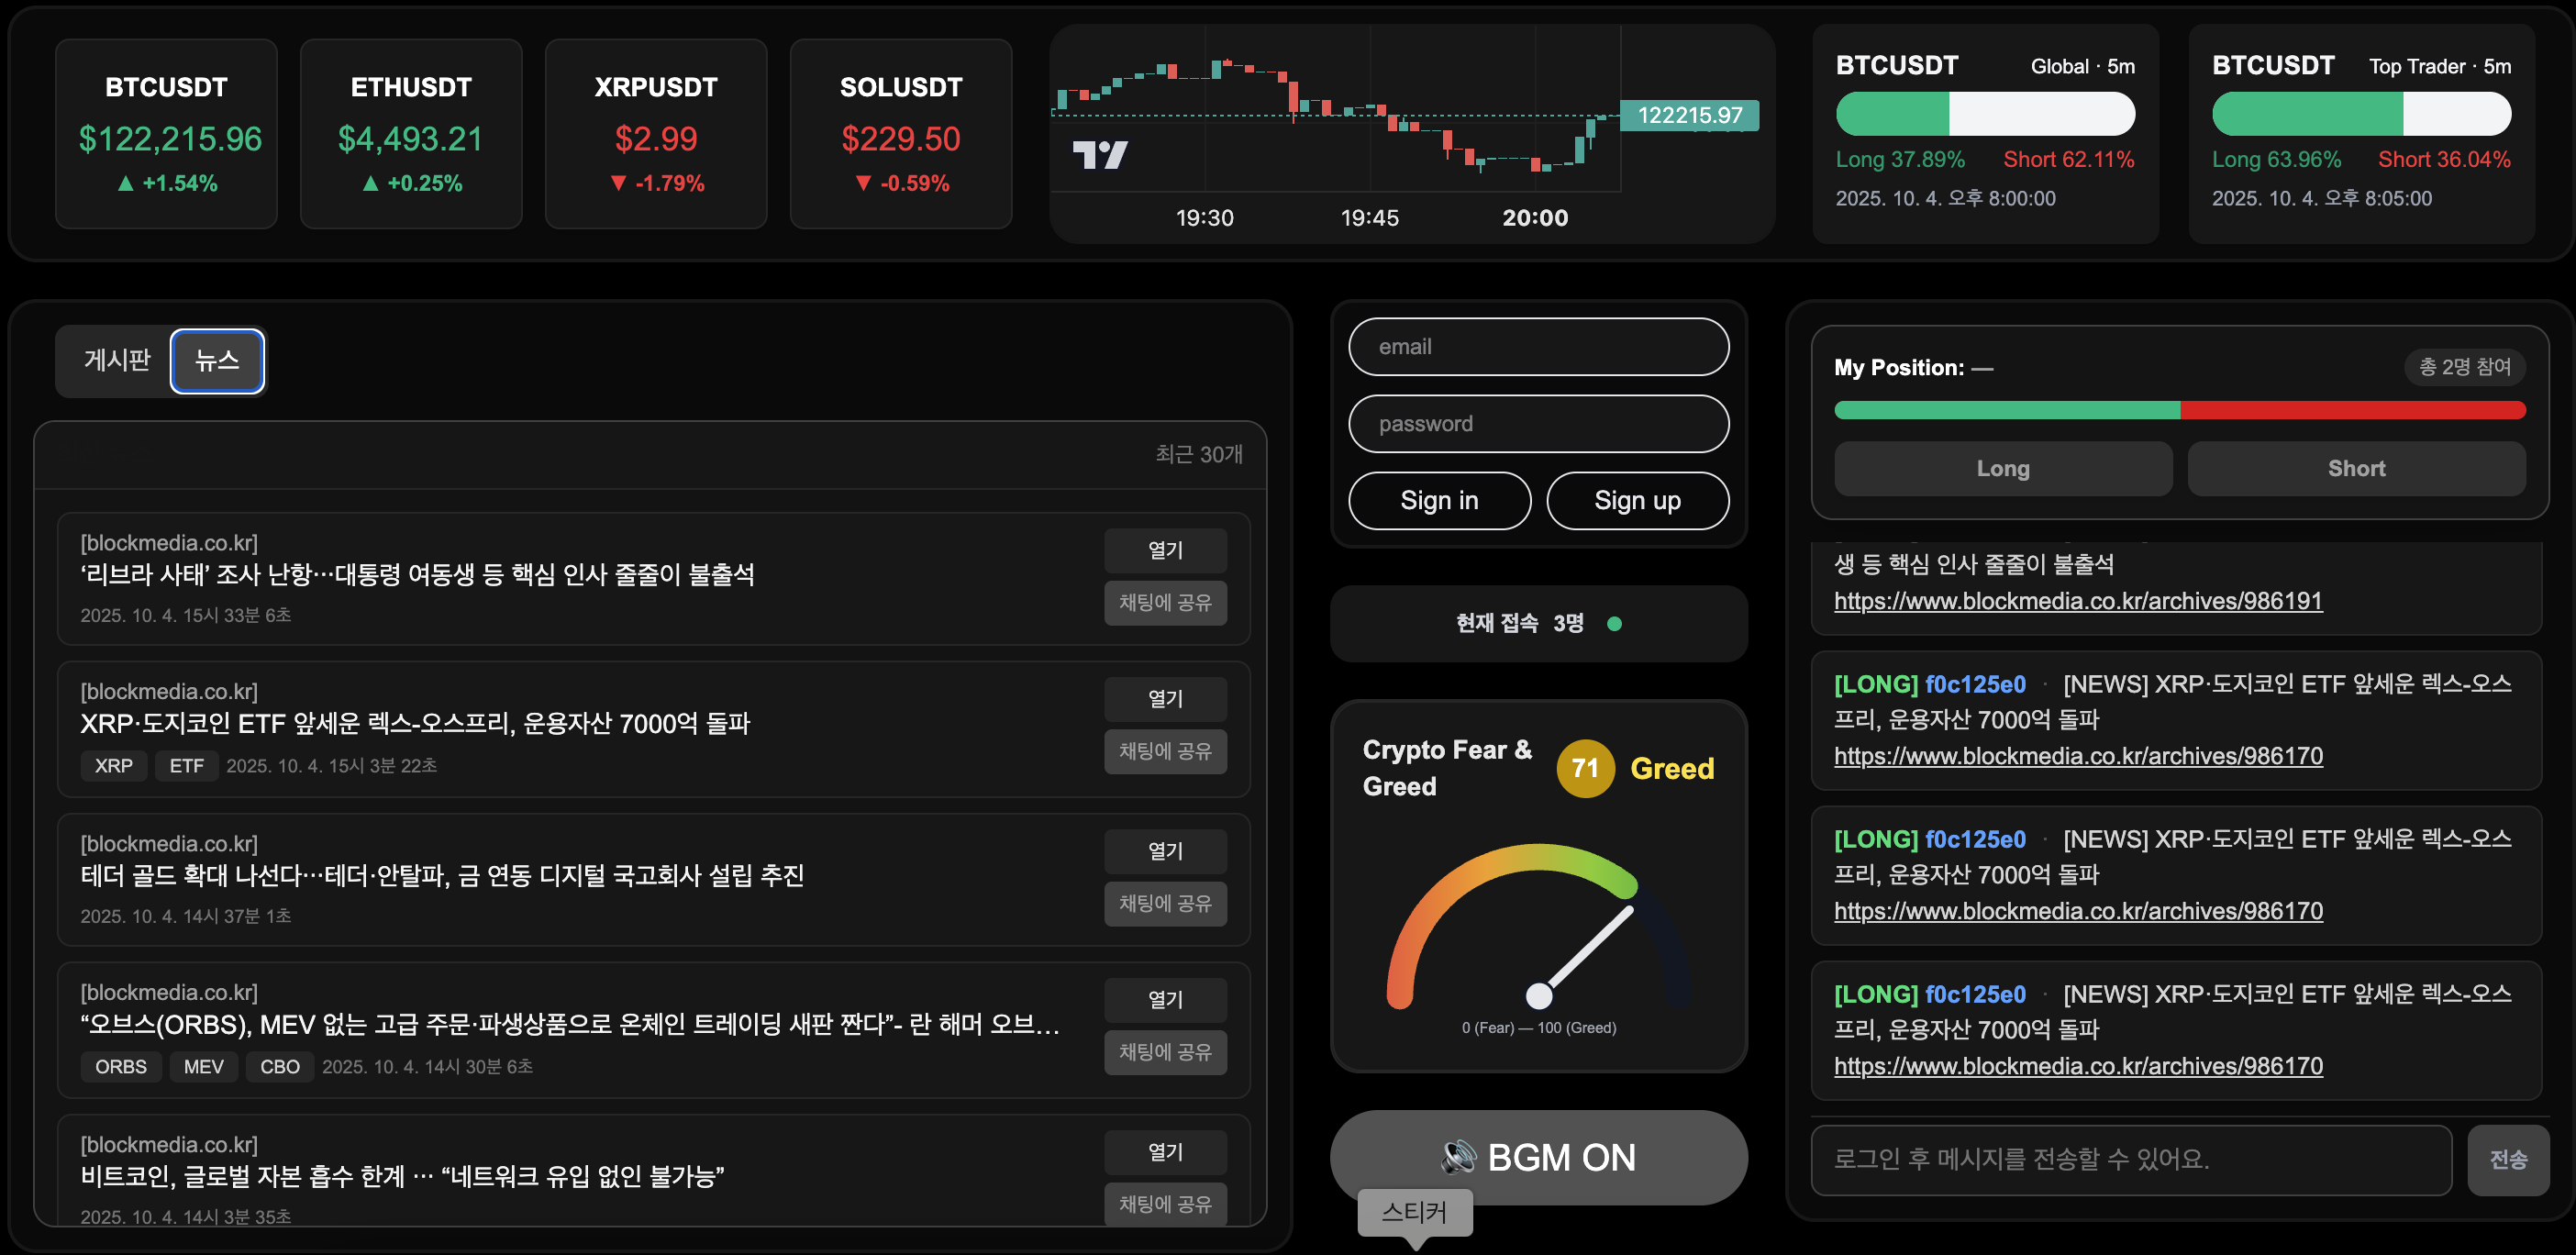 BTCUSDT
$122,215.96
▲ +1.54%
ETHUSDT
$4,493.21
▲ +0.25%
XRPUSDT
$2.99
▼ -1.79%
SOLUSDT
$229.50
▼ -0.59%
122215.97
19:30 19:45 20:00
BTCUSDT Global · 5m
Long 37.89% Short 62.11%
2025. 10. 4. 오후 8:00:00
BTCUSDT Top Trader · 5m
Long 63.96% Short 36.04%
2025. 10. 4. 오후 8:05:00
게시판 뉴스
최근 30개
[blockmedia.co.kr]
‘리브라 사태’ 조사 난항…대통령 여동생 등 핵심 인사 줄줄이 불출석
2025. 10. 4. 15시 33분 6초
열기
채팅에 공유
[blockmedia.co.kr]
XRP·도지코인 ETF 앞세운 렉스-오스프리, 운용자산 7000억 돌파
XRP ETF 2025. 10. 4. 15시 3분 22초
열기
채팅에 공유
[blockmedia.co.kr]
테더 골드 확대 나선다…테더·안탈파, 금 연동 디지털 국고회사 설립 추진
2025. 10. 4. 14시 37분 1초
열기
채팅에 공유
[blockmedia.co.kr]
“오브스(ORBS), MEV 없는 고급 주문·파생상품으로 온체인 트레이딩 새판 짠다”- 란 해머 오브…
ORBS MEV CBO 2025. 10. 4. 14시 30분 6초
열기
채팅에 공유
[blockmedia.co.kr]
비트코인, 글로벌 자본 흡수 한계 … “네트워크 유입 없인 불가능”
2025. 10. 4. 14시 3분 35초
열기
채팅에 공유
email
password
Sign in Sign up
현재 접속 3명
Crypto Fear &
Greed
71 Greed
0 (Fear) — 100 (Greed)
BGM ON
스티커
My Position: —
총 2명 참여
Long Short
생 등 핵심 인사 줄줄이 불출석
https://www.blockmedia.co.kr/archives/986191
[LONG] f0c125e0 · [NEWS] XRP·도지코인 ETF 앞세운 렉스-오스
프리, 운용자산 7000억 돌파
https://www.blockmedia.co.kr/archives/986170
[LONG] f0c125e0 · [NEWS] XRP·도지코인 ETF 앞세운 렉스-오스
프리, 운용자산 7000억 돌파
https://www.blockmedia.co.kr/archives/986170
[LONG] f0c125e0 · [NEWS] XRP·도지코인 ETF 앞세운 렉스-오스
프리, 운용자산 7000억 돌파
https://www.blockmedia.co.kr/archives/986170
로그인 후 메시지를 전송할 수 있어요.
전송